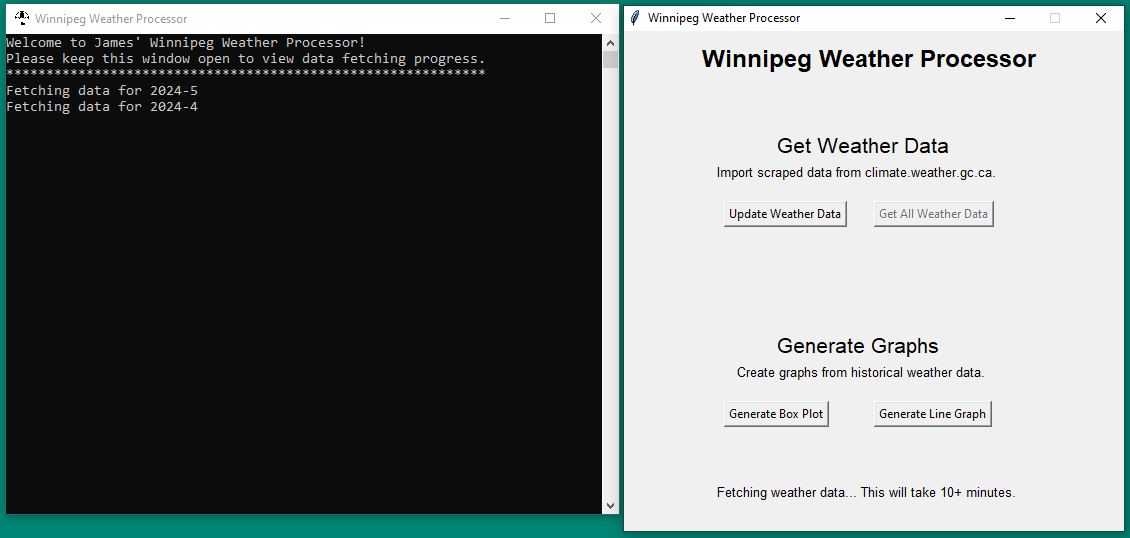 Winnipeg Weather Processor
Welcome to James' Winnipeg Weather Processor!
Please keep this window open to view data fetching progress.
************************************************************
Fetching data for 2024-5
Fetching data for 2024-4
Winnipeg Weather Processor
Winnipeg Weather Processor
Get Weather Data
Import scraped data from climate.weather.gc.ca.
Update Weather Data
Get All Weather Data
Generate Graphs
Create graphs from historical weather data.
Generate Box Plot
Generate Line Graph
Fetching weather data... This will take 10+ minutes.